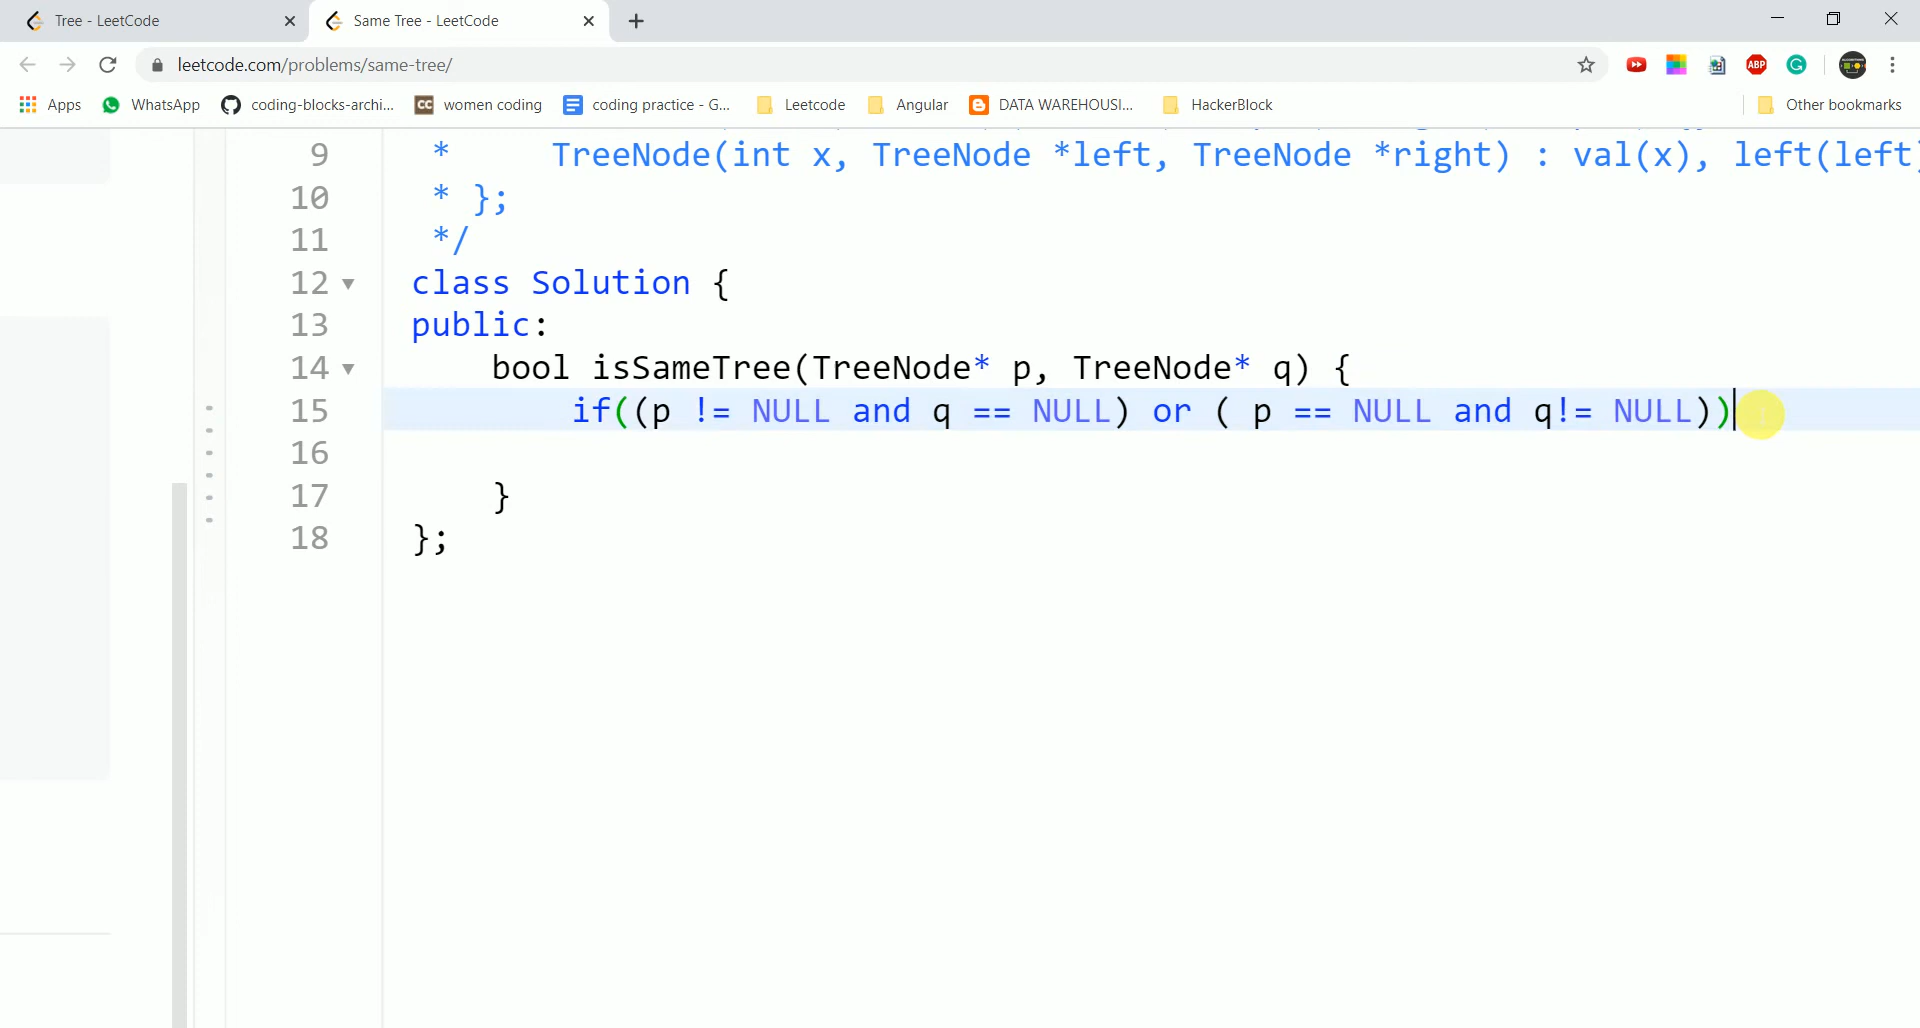 Tree - LeetCode
Same Tree - LeetCode
leetcode.com/problems/same-tree/
Apps WhatsApp coding-blocks-archi... women coding coding practice - G... Leetcode Angular DATA WAREHOUSI... HackerBlock Other bookmarks
9 * TreeNode(int x, TreeNode *left, TreeNode *right) : val(x), left(left)
10 * };
11 */
12 class Solution {
13 public:
14 bool isSameTree(TreeNode* p, TreeNode* q) {
15 if((p != NULL and q == NULL) or ( p == NULL and q!= NULL))
16
17 }
18 };